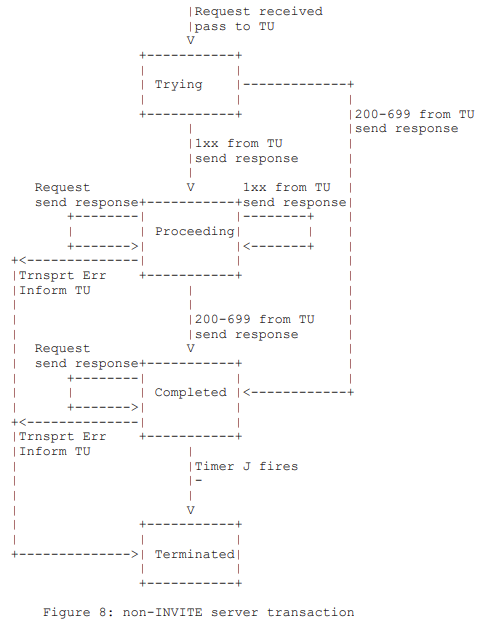 |Request received
|pass to TU
V
+-----------+
| |
| Trying |-------------+
| | |
+-----------+ |200-699 from TU
| |send response
|1xx from TU |
|send response |
| |
Request V 1xx from TU |
send response+-----------+send response|
+--------| |--------+ |
| | Proceeding| | |
+------->| |<-------+ |
+<--------------| | |
|Trnsprt Err +-----------+ |
|Inform TU | |
| | |
| |200-699 from TU |
| |send response |
| Request V |
| send response+-----------+ |
| +--------| | |
| | | Completed |<------------+
| +------->| |
+<--------------| |
|Trnsprt Err +-----------+
|Inform TU |
| |Timer J fires
| |-
| |
| V
| +-----------+
| | |
+-------------->| Terminated|
| |
+-----------+
Figure 8: non-INVITE server transaction